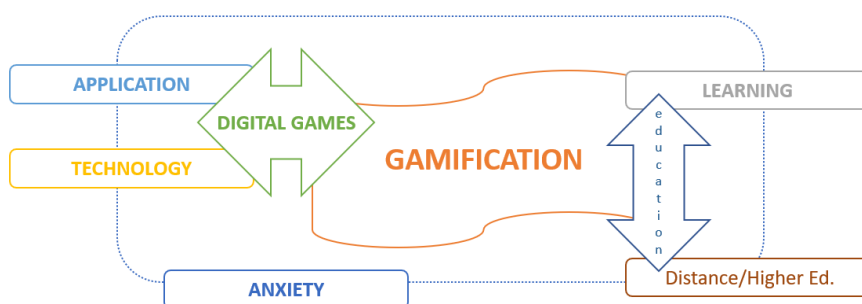 APPLICATION
LEARNING
DIGITAL GAMES
education
GAMIFICATION
TECHNOLOGY
Distance/Higher Ed.
ANXIETY